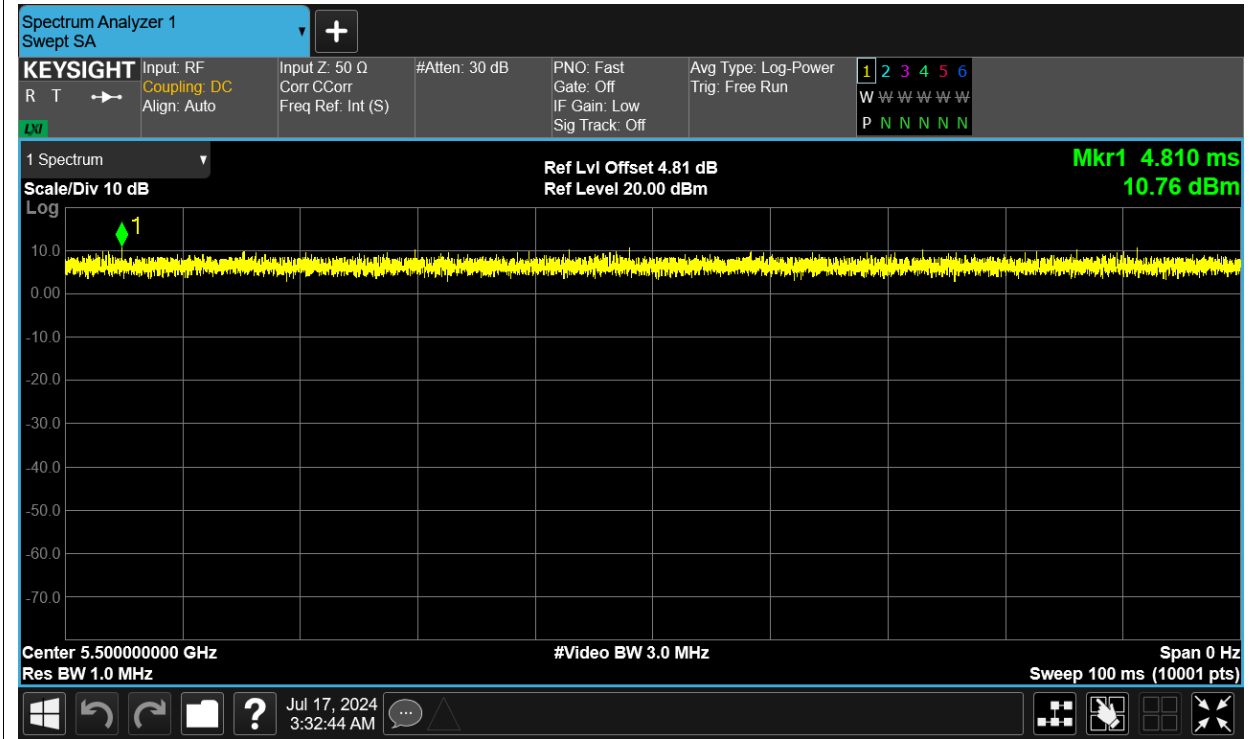 Spectrum Analyzer 1
Swept SA
+
KEYSIGHT
R T
LXI
Input: RF
Coupling: DC
Align: Auto
Input Z: 50 Ω
Corr CCorr
Freq Ref: Int (S)
#Atten: 30 dB
PNO: Fast
Gate: Off
IF Gain: Low
Sig Track: Off
Avg Type: Log-Power
Trig: Free Run
1 2 3 4 5 6
W W W W W W
P N N N N N
1 Spectrum
Scale/Div 10 dB
Log
Ref Lvl Offset 4.81 dB
Ref Level 20.00 dBm
Mkr1 4.810 ms
10.76 dBm
1
10.0
0.00
-10.0
-20.0
-30.0
-40.0
-50.0
-60.0
-70.0
Center 5.500000000 GHz
Res BW 1.0 MHz
#Video BW 3.0 MHz
Span 0 Hz
Sweep 100 ms (10001 pts)
?
Jul 17, 2024
3:32:44 AM